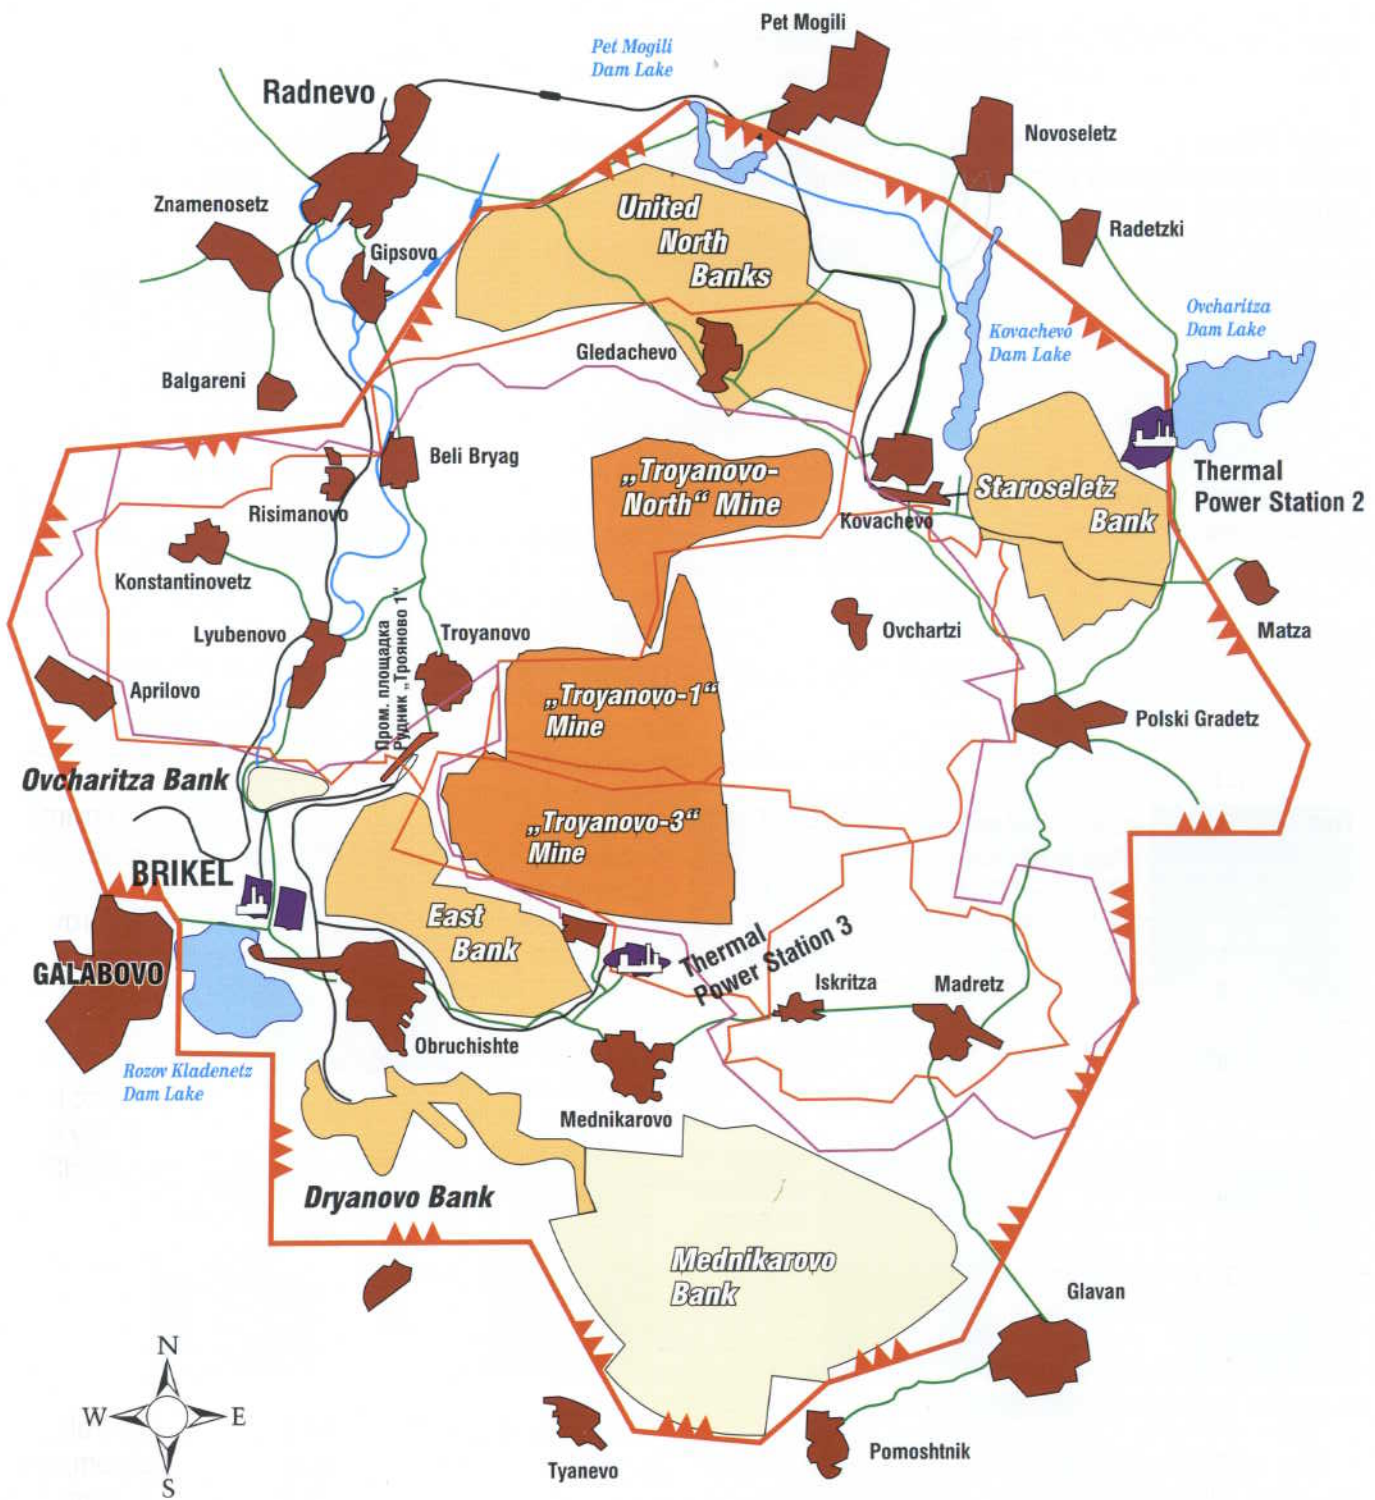 Pet Mogili
Pet Mogili
Dam Lake
Radnevo
Novoseletz
Znamenosetz
United
North
Banks
Radetzki
Gipsovo
Ovcharitza
Dam Lake
Kovachevo
Dam Lake
Gledachevo
Balgareni
Beli Bryag
„Troyanovo-
North“ Mine
Staroseletz
Bank
Thermal
Power Station 2
Risimanovo
Kovachevo
Konstantinovetz
Lyubenovo
Пром. площадка
Рудник „Трояново 1“
Troyanovo
Ovchartzi
Matza
Aprilovo
„Troyanovo-1“
Mine
Polski Gradetz
Ovcharitza Bank
„Troyanovo-3“
Mine
BRIKEL
East
Bank
Thermal
Power Station 3
GALABOVO
Iskritza
Madretz
Obruchishte
Rozov Kladenetz
Dam Lake
Mednikarovo
Dryanovo Bank
Mednikarovo
Bank
Glavan
N
W
E
S
Tyanevo
Pomoshtnik